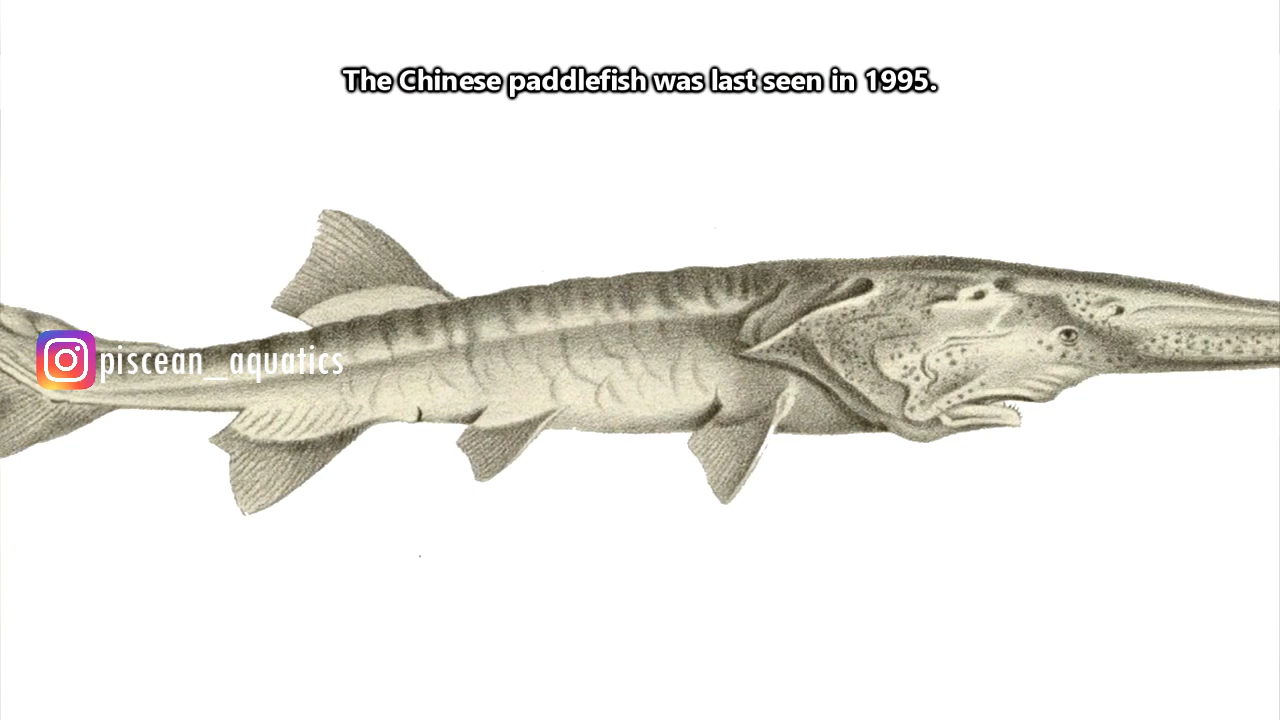 The Chinese paddlefish was last seen in 1995.
piscean_aquatics